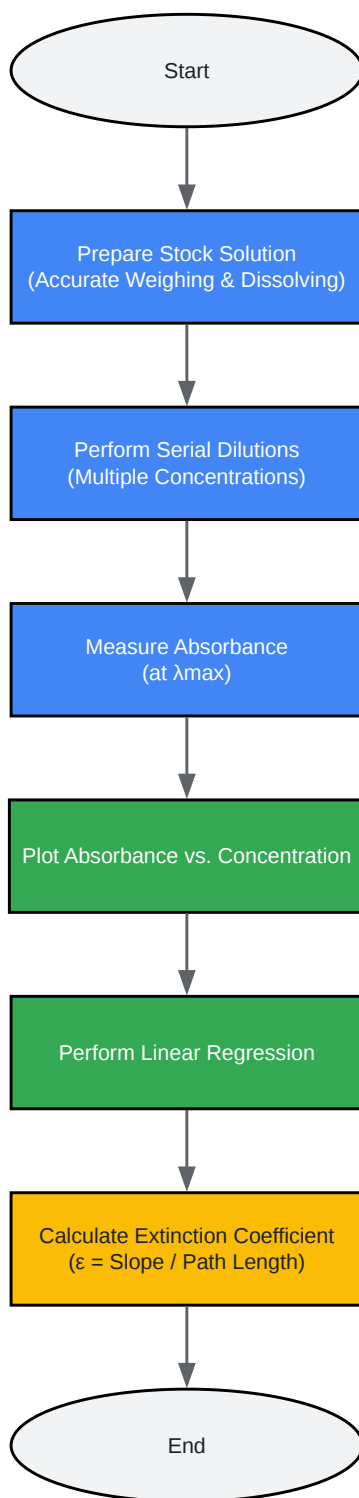 Start
Prepare Stock Solution
(Accurate Weighing & Dissolving)
Perform Serial Dilutions
(Multiple Concentrations)
Measure Absorbance
(at λmax)
Plot Absorbance vs. Concentration
Perform Linear Regression
Calculate Extinction Coefficient
(ε = Slope / Path Length)
End